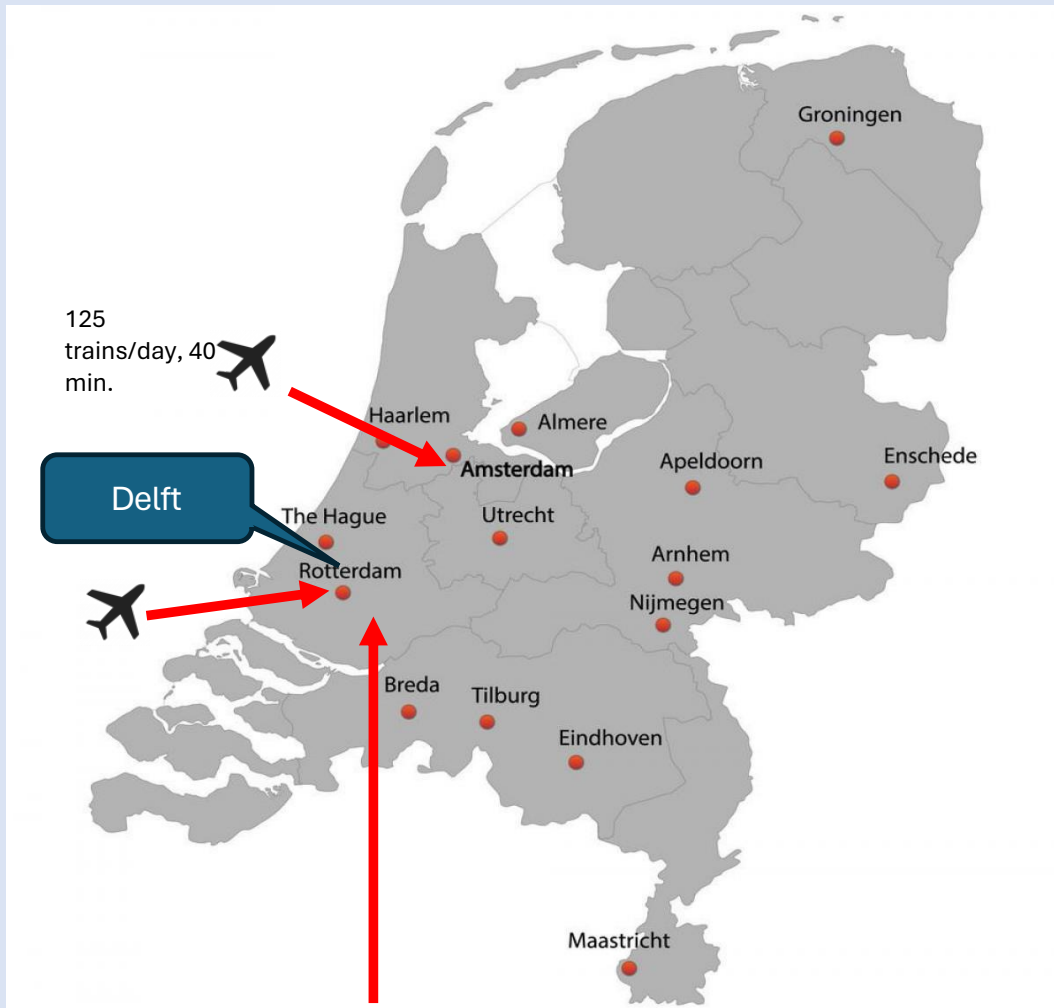 Groningen
125
trains/day, 40
min.
Haarlem
Almere
Amsterdam
Apeldoorn
Enschede
Delft
The Hague
Utrecht
Arnhem
Rotterdam
Nijmegen
Breda
Tilburg
Eindhoven
Maastricht